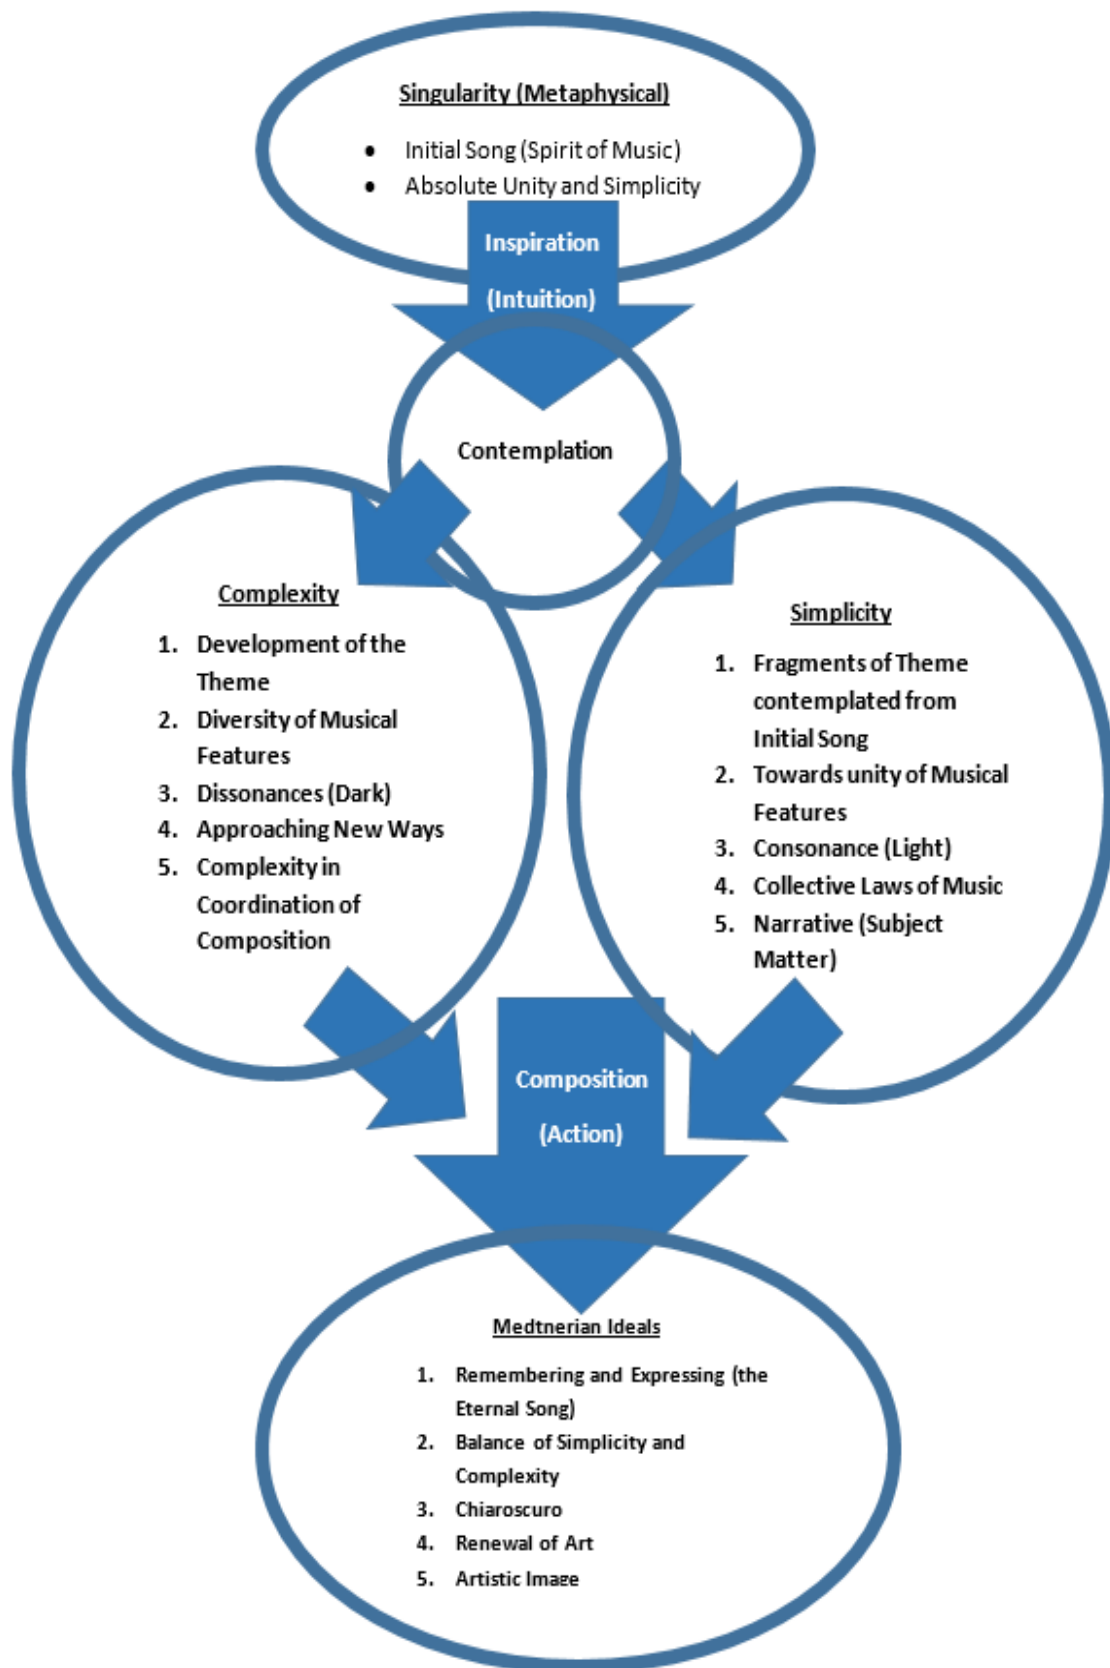 Singularity (Metaphysical)
• Initial Song (Spirit of Music)
• Absolute Unity and Simplicity
Inspiration
(Intuition)
Contemplation
Complexity
1. Development of the
Theme
2. Diversity of Musical
Features
3. Dissonances (Dark)
4. Approaching New Ways
5. Complexity in
Coordination of
Composition
Simplicity
1. Fragments of Theme
contemplated from
Initial Song
2. Towards unity of Musical
Features
3. Consonance (Light)
4. Collective Laws of Music
5. Narrative (Subject
Matter)
Composition
(Action)
Medtnerian Ideals
1. Remembering and Expressing (the
Eternal Song)
2. Balance of Simplicity and
Complexity
3. Chiaroscuro
4. Renewal of Art
5. Artistic Image